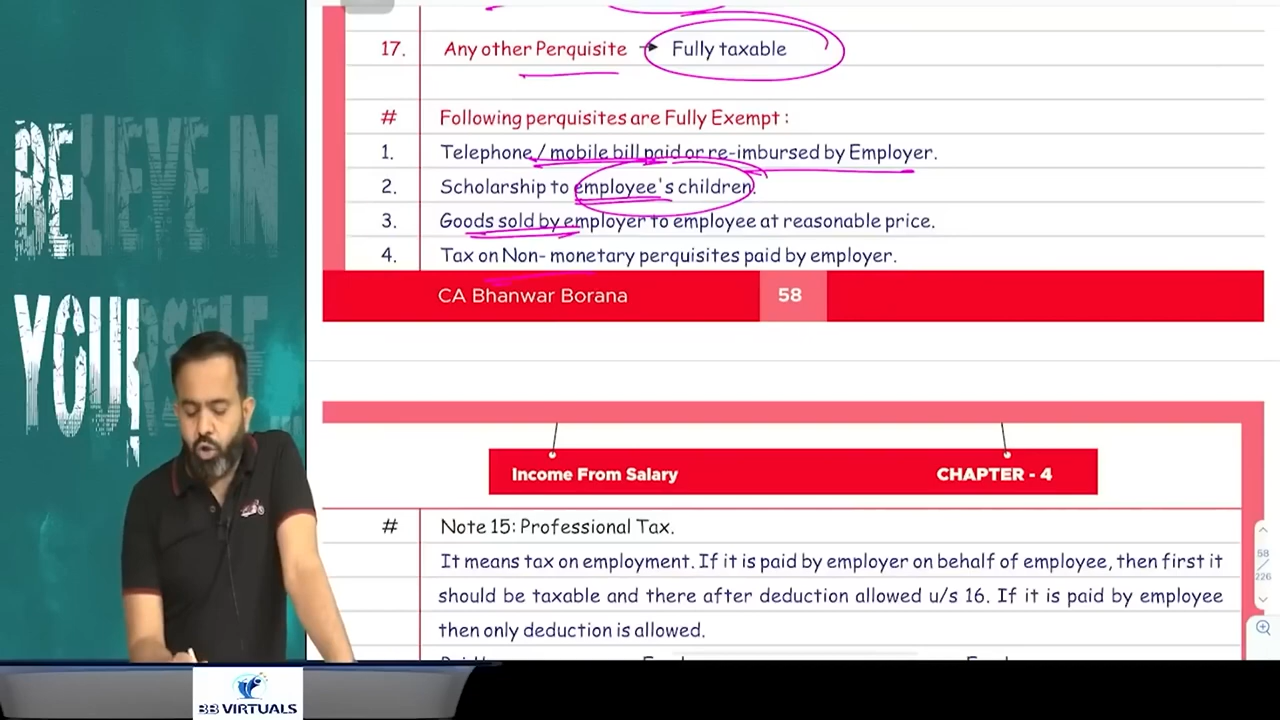 BELIEVE IN
YOURSELF
17. Any other Perquisite → Fully taxable
# Following perquisites are Fully Exempt :
1. Telephone / mobile bill paid or re-imbursed by Employer.
2. Scholarship to employee's children.
3. Goods sold by employer to employee at reasonable price.
4. Tax on Non- monetary perquisites paid by employer.
CA Bhanwar Borana 58
Income From Salary CHAPTER - 4
# Note 15: Professional Tax.
It means tax on employment. If it is paid by employer on behalf of employee, then first it
should be taxable and there after deduction allowed u/s 16. If it is paid by employee
then only deduction is allowed.
58
226
BB VIRTUALS